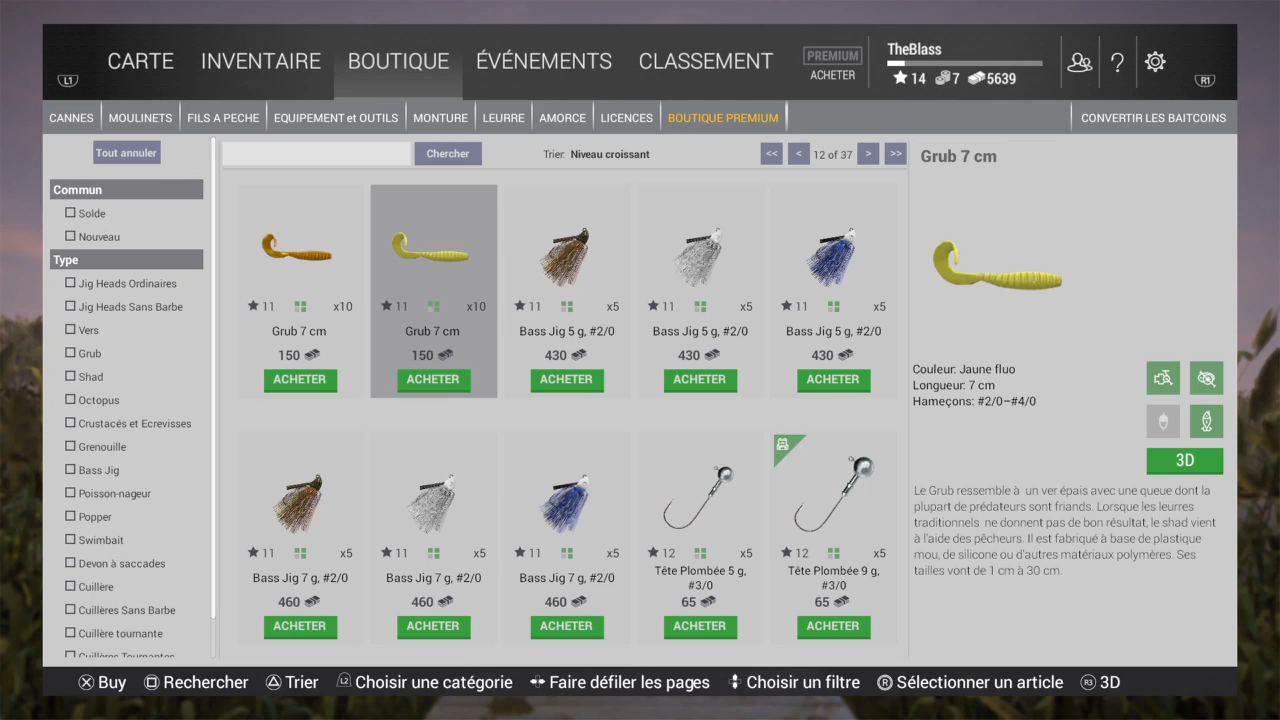 CARTE
INVENTAIRE
BOUTIQUE
ÉVÉNEMENTS
CLASSEMENT
PREMIUM
ACHETER
TheBlass
14
7
5639
L1
R1
CANNES
MOULINETS
FILS A PECHE
EQUIPEMENT et OUTILS
MONTURE
LEURRE
AMORCE
LICENCES
BOUTIQUE PREMIUM
CONVERTIR LES BAITCOINS
Tout annuler
Commun
Solde
Nouveau
Type
Jig Heads Ordinaires
Jig Heads Sans Barbe
Vers
Grub
Shad
Octopus
Crustacés et Ecrevisses
Grenouille
Bass Jig
Poisson-nageur
Popper
Swimbait
Devon à saccades
Cuillère
Cuillères Sans Barbe
Cuillère tournante
Cuillères Tournantes
Chercher
Trier: Niveau croissant
<< < 12 of 37 > >>
11 x10
Grub 7 cm
150
ACHETER
11 x10
Grub 7 cm
150
ACHETER
11 x5
Bass Jig 5 g, #2/0
430
ACHETER
11 x5
Bass Jig 5 g, #2/0
430
ACHETER
11 x5
Bass Jig 5 g, #2/0
430
ACHETER
11 x5
Bass Jig 7 g, #2/0
460
ACHETER
11 x5
Bass Jig 7 g, #2/0
460
ACHETER
11 x5
Bass Jig 7 g, #2/0
460
ACHETER
12 x5
Tête Plombée 5 g,
#3/0
65
ACHETER
12 x5
Tête Plombée 9 g,
#3/0
65
ACHETER
Grub 7 cm
Couleur: Jaune fluo
Longueur: 7 cm
Hameçons: #2/0–#4/0
3D
Le Grub ressemble à un ver épais avec une queue dont la
plupart de prédateurs sont friands. Lorsque les leurres
traditionnels ne donnent pas de bon résultat, le shad vient
à l'aide des pêcheurs. Il est fabriqué à base de plastique
mou, de silicone ou d'autres matériaux polymères. Ses
tailles vont de 1 cm à 30 cm.
Buy
Rechercher
Trier
L2 Choisir une catégorie
Faire défiler les pages
Choisir un filtre
R Sélectionner un article
R3 3D